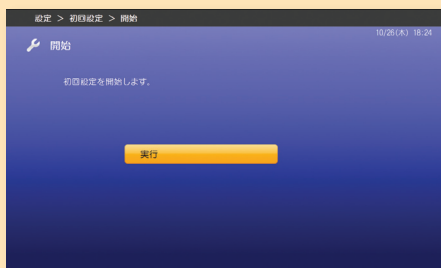 設定 > 初回設定 > 開始
10/26(木) 18:24
開始
初回設定を開始します。
実行